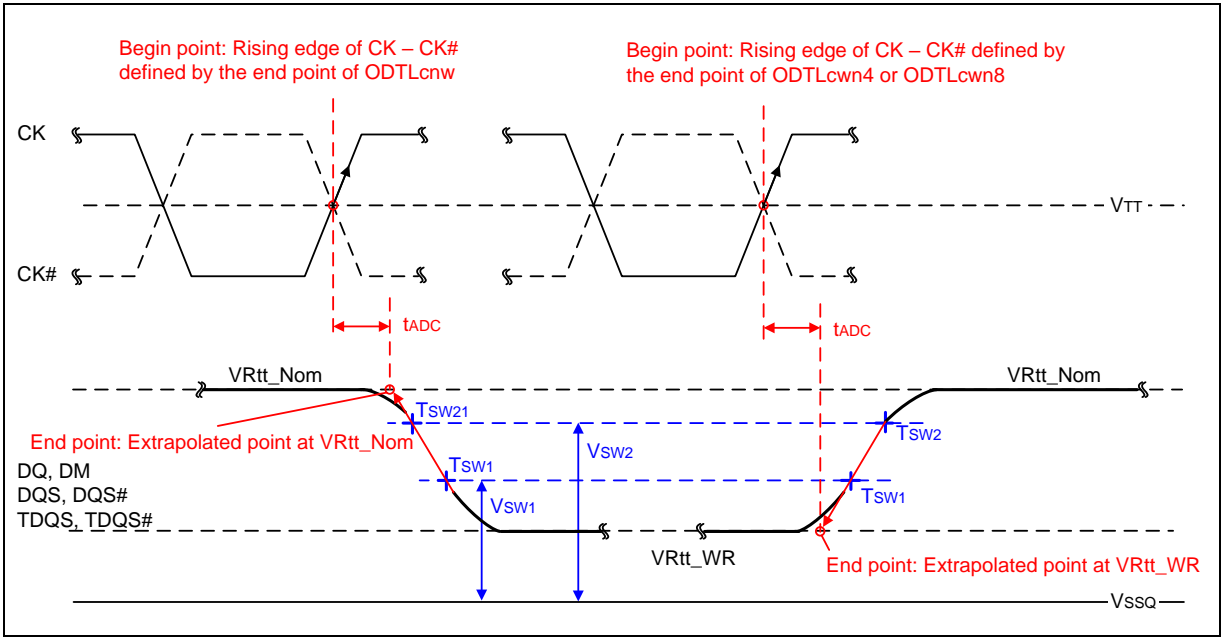 Begin point: Rising edge of CK – CK#
defined by the end point of ODTLcnw
Begin point: Rising edge of CK – CK# defined by
the end point of ODTLcwn4 or ODTLcwn8
CK
VTT
CK#
tADC
tADC
VRtt_Nom
VRtt_Nom
TSW21
End point: Extrapolated point at VRtt_Nom
TSW2
VSW2
DQ, DM
DQS, DQS#
TDQS, TDQS#
TSW1
VSW1
TSW1
VRtt_WR
End point: Extrapolated point at VRtt_WR
VSSQ